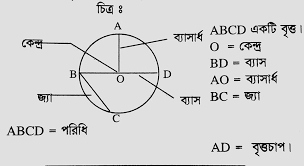 চিত্র ঃ
A
ABCD একটি বৃত্ত।
কেন্দ্র
ব্যাসার্ধ
O = কেন্দ্র
B
O
D
BD = ব্যাস
AO = ব্যাসার্ধ
জ্যা
ব্যাস
BC = জ্যা
C
ABCD = পরিধি
AD = বৃত্তচাপ।